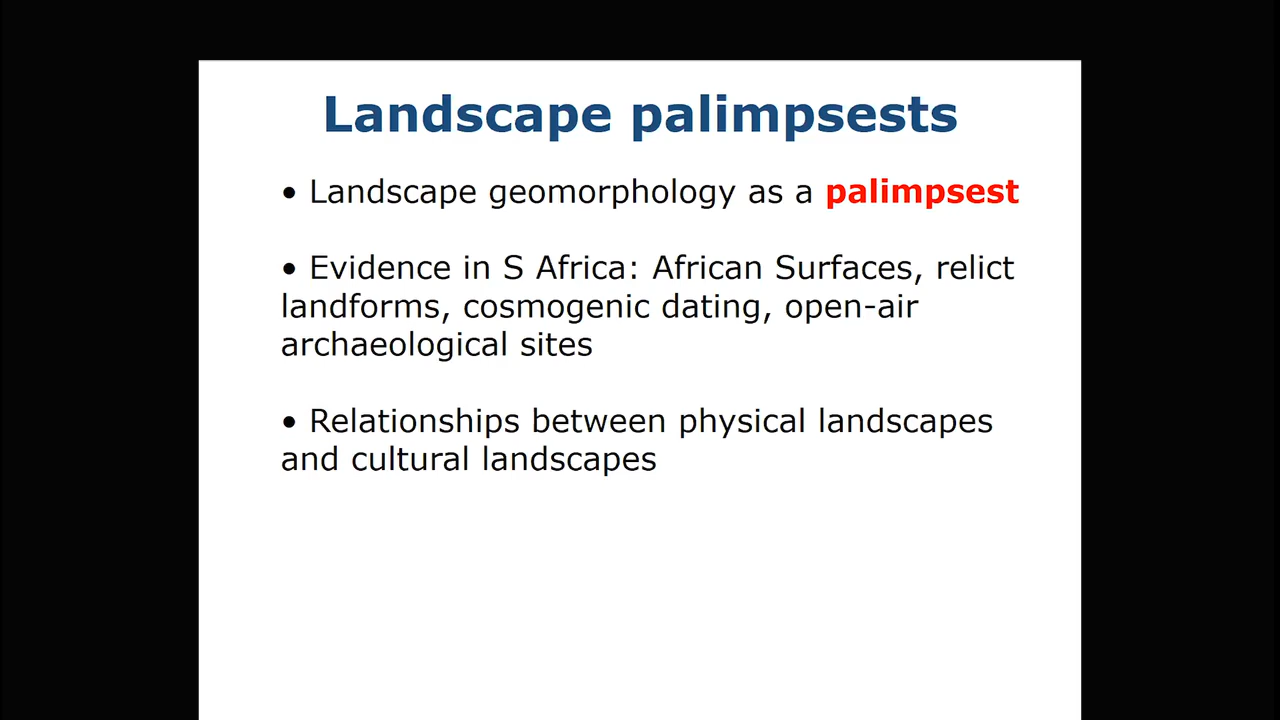 Landscape palimpsests
• Landscape geomorphology as a palimpsest
• Evidence in S Africa: African Surfaces, relict
landforms, cosmogenic dating, open-air
archaeological sites
• Relationships between physical landscapes
and cultural landscapes